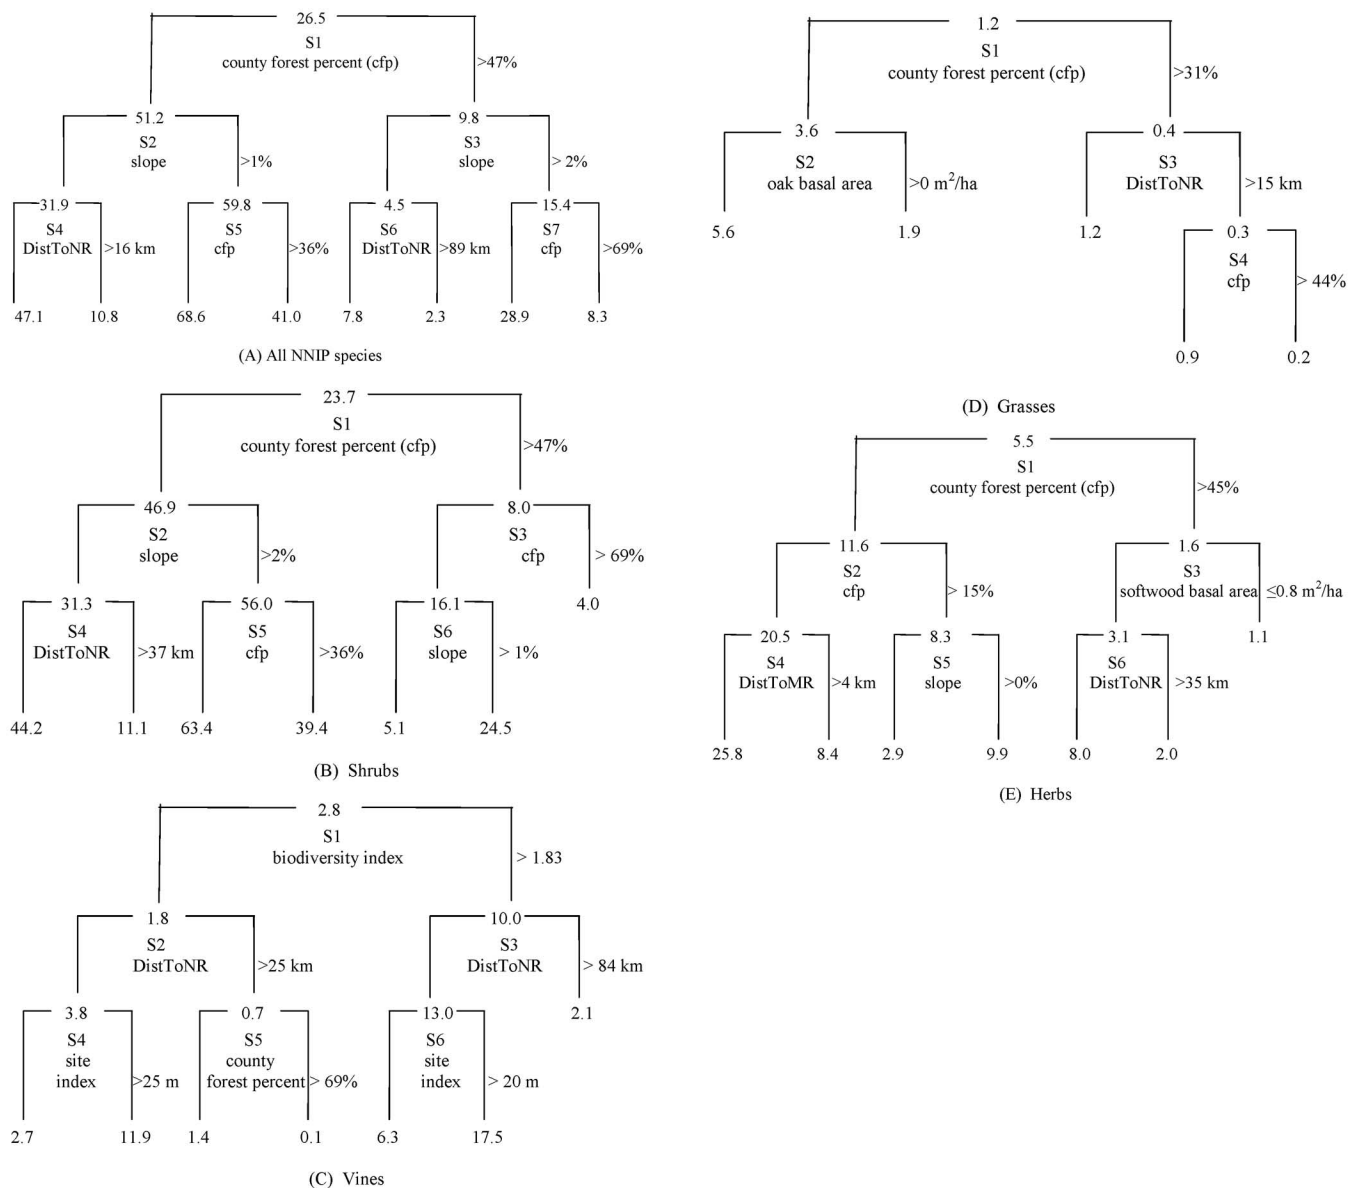 26.5
S1
county forest percent (cfp)
>47%
51.2
S2
slope
>1%
9.8
S3
slope
> 2%
31.9
S4
DistToNR
>16 km
59.8
S5
cfp
>36%
4.5
S6
DistToNR
>89 km
15.4
S7
cfp
>69%
47.1 10.8 68.6 41.0 7.8 2.3 28.9 8.3
(A) All NNIP species
23.7
S1
county forest percent (cfp)
>47%
46.9
S2
slope
>2%
8.0
S3
cfp
> 69%
31.3
S4
DistToNR
>37 km
56.0
S5
cfp
>36%
16.1
S6
slope
> 1%
4.0
44.2 11.1 63.4 39.4 5.1 24.5
(B) Shrubs
2.8
S1
biodiversity index
> 1.83
1.8
S2
DistToNR
>25 km
10.0
S3
DistToNR
> 84 km
3.8
S4
site
index
>25 m
0.7
S5
county
forest percent
> 69%
13.0
S6
site
index
> 20 m
2.1
2.7 11.9 1.4 0.1 6.3 17.5
(C) Vines
1.2
S1
county forest percent (cfp)
>31%
3.6
S2
oak basal area
>0 m²/ha
0.4
S3
DistToNR
>15 km
5.6 1.9 1.2
0.3
S4
cfp
> 44%
0.9 0.2
(D) Grasses
5.5
S1
county forest percent (cfp)
>45%
11.6
S2
cfp
> 15%
1.6
S3
softwood basal area
≤0.8 m²/ha
20.5
S4
DistToMR
>4 km
8.3
S5
slope
>0%
3.1
S6
DistToNR
>35 km
1.1
25.8 8.4 2.9 9.9 8.0 2.0
(E) Herbs